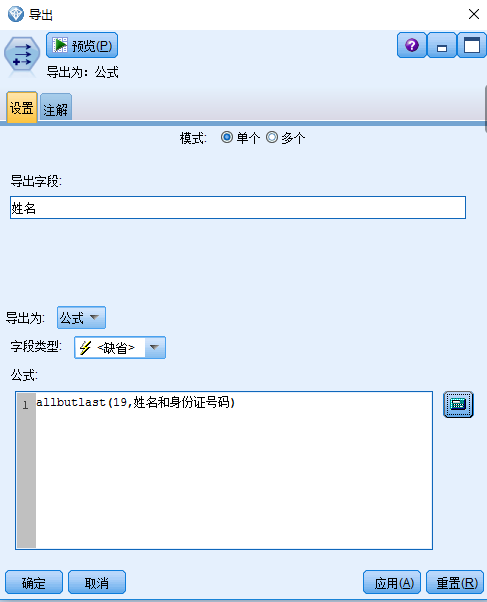 导出
预览(P)
导出为：公式
设置 注解
模式: 单个 多个
导出字段:
姓名
导出为: 公式
字段类型: <缺省>
公式:
1 allbutlast(19,姓名和身份证号码)
确定 取消 应用(A) 重置(R)